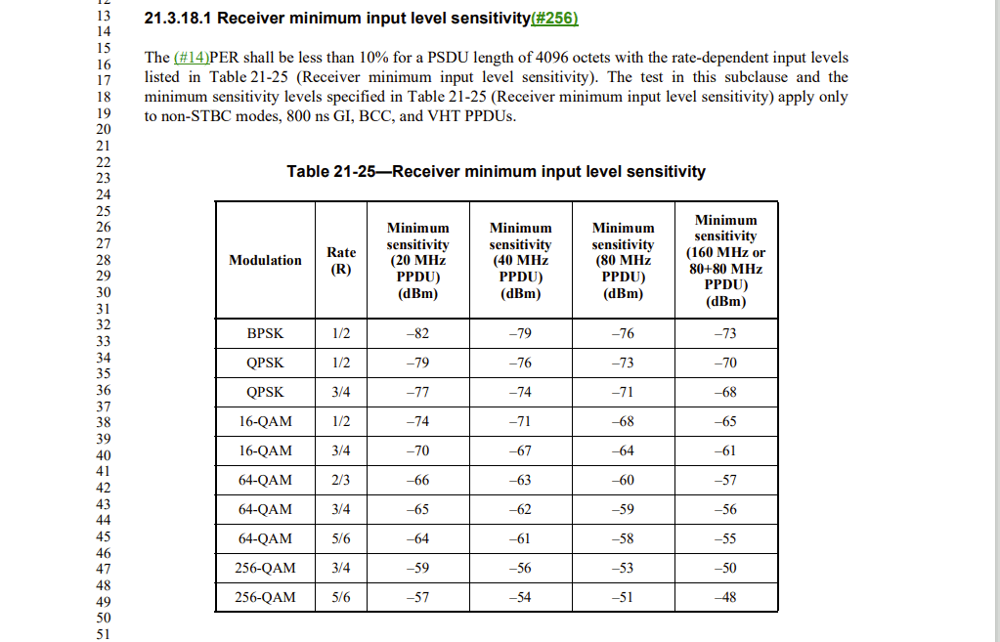 12
13
14
15
16
17
18
19
20
21
22
23
24
25
26
27
28
29
30
31
32
33
34
35
36
37
38
39
40
41
42
43
44
45
46
47
48
49
50
51
21.3.18.1 Receiver minimum input level sensitivity(#256)
The (#14)PER shall be less than 10% for a PSDU length of 4096 octets with the rate-dependent input levels
listed in Table 21-25 (Receiver minimum input level sensitivity). The test in this subclause and the
minimum sensitivity levels specified in Table 21-25 (Receiver minimum input level sensitivity) apply only
to non-STBC modes, 800 ns GI, BCC, and VHT PPDUs.
Table 21-25—Receiver minimum input level sensitivity
Modulation
Rate
(R)
Minimum
sensitivity
(20 MHz
PPDU)
(dBm)
Minimum
sensitivity
(40 MHz
PPDU)
(dBm)
Minimum
sensitivity
(80 MHz
PPDU)
(dBm)
Minimum
sensitivity
(160 MHz or
80+80 MHz
PPDU)
(dBm)
BPSK 1/2 –82 –79 –76 –73
QPSK 1/2 –79 –76 –73 –70
QPSK 3/4 –77 –74 –71 –68
16-QAM 1/2 –74 –71 –68 –65
16-QAM 3/4 –70 –67 –64 –61
64-QAM 2/3 –66 –63 –60 –57
64-QAM 3/4 –65 –62 –59 –56
64-QAM 5/6 –64 –61 –58 –55
256-QAM 3/4 –59 –56 –53 –50
256-QAM 5/6 –57 –54 –51 –48